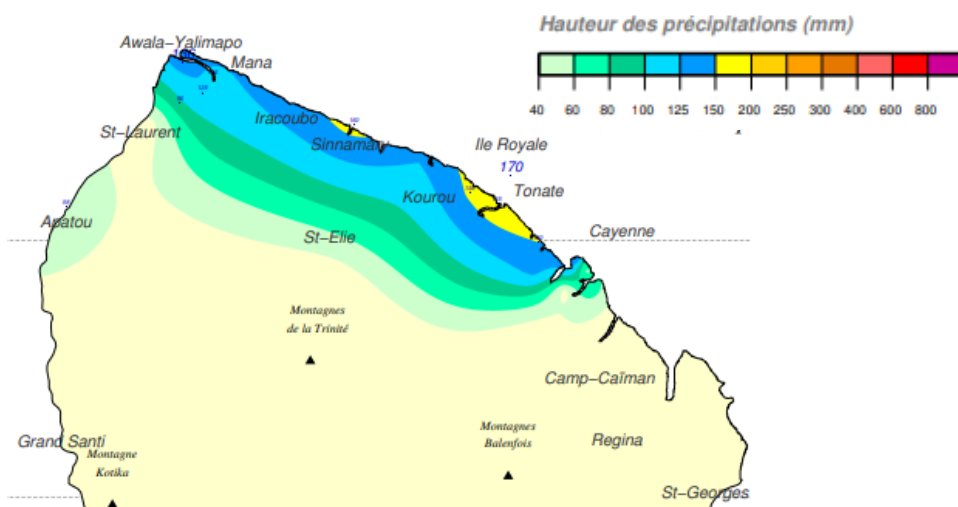 Hauteur des précipitations (mm)
40 60 80 100 125 150 200 250 300 400 600 800
Awala−Yalimapo
Mana
Iracoubo
St−Laurent
Sinnamary
Ile Royale
170
Kourou
Tonate
Apatou
St−Elie
Cayenne
Montagnes
de la Trinité
Camp−Caïman
Montagnes
Balenfois
Regina
Grand Santi
Montagne
Kotika
St−Georges